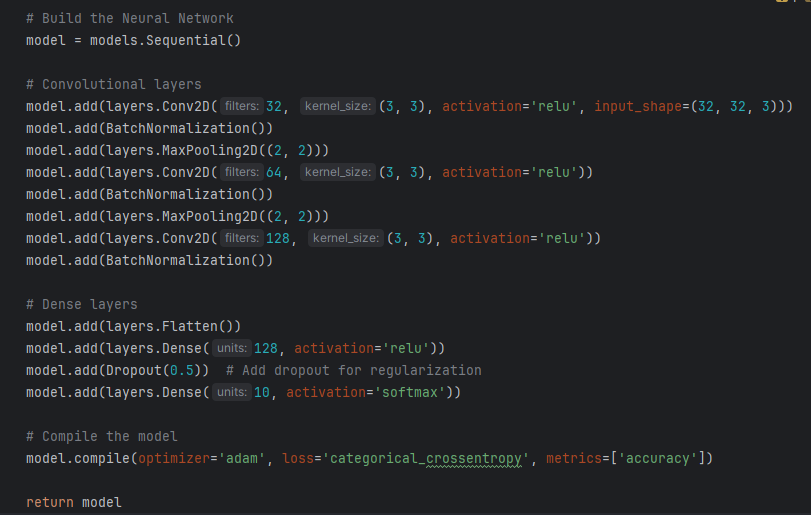 # Build the Neural Network
model = models.Sequential()
# Convolutional layers
model.add(layers.Conv2D( filters: 32, kernel_size: (3, 3), activation='relu', input_shape=(32, 32, 3)))
model.add(BatchNormalization())
model.add(layers.MaxPooling2D((2, 2)))
model.add(layers.Conv2D( filters: 64, kernel_size: (3, 3), activation='relu'))
model.add(BatchNormalization())
model.add(layers.MaxPooling2D((2, 2)))
model.add(layers.Conv2D( filters: 128, kernel_size: (3, 3), activation='relu'))
model.add(BatchNormalization())
# Dense layers
model.add(layers.Flatten())
model.add(layers.Dense( units: 128, activation='relu'))
model.add(Dropout(0.5))  # Add dropout for regularization
model.add(layers.Dense( units: 10, activation='softmax'))
# Compile the model
model.compile(optimizer='adam', loss='categorical_crossentropy', metrics=['accuracy'])
return model